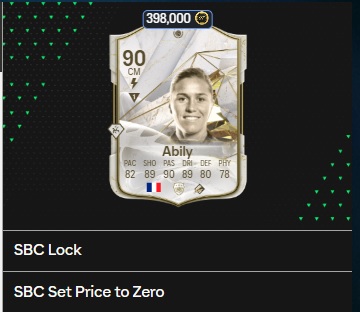 398,000
90
CM
Abily
PAC SHO PAS DRI DEF PHY
82 89 90 89 80 78
SBC Lock
SBC Set Price to Zero